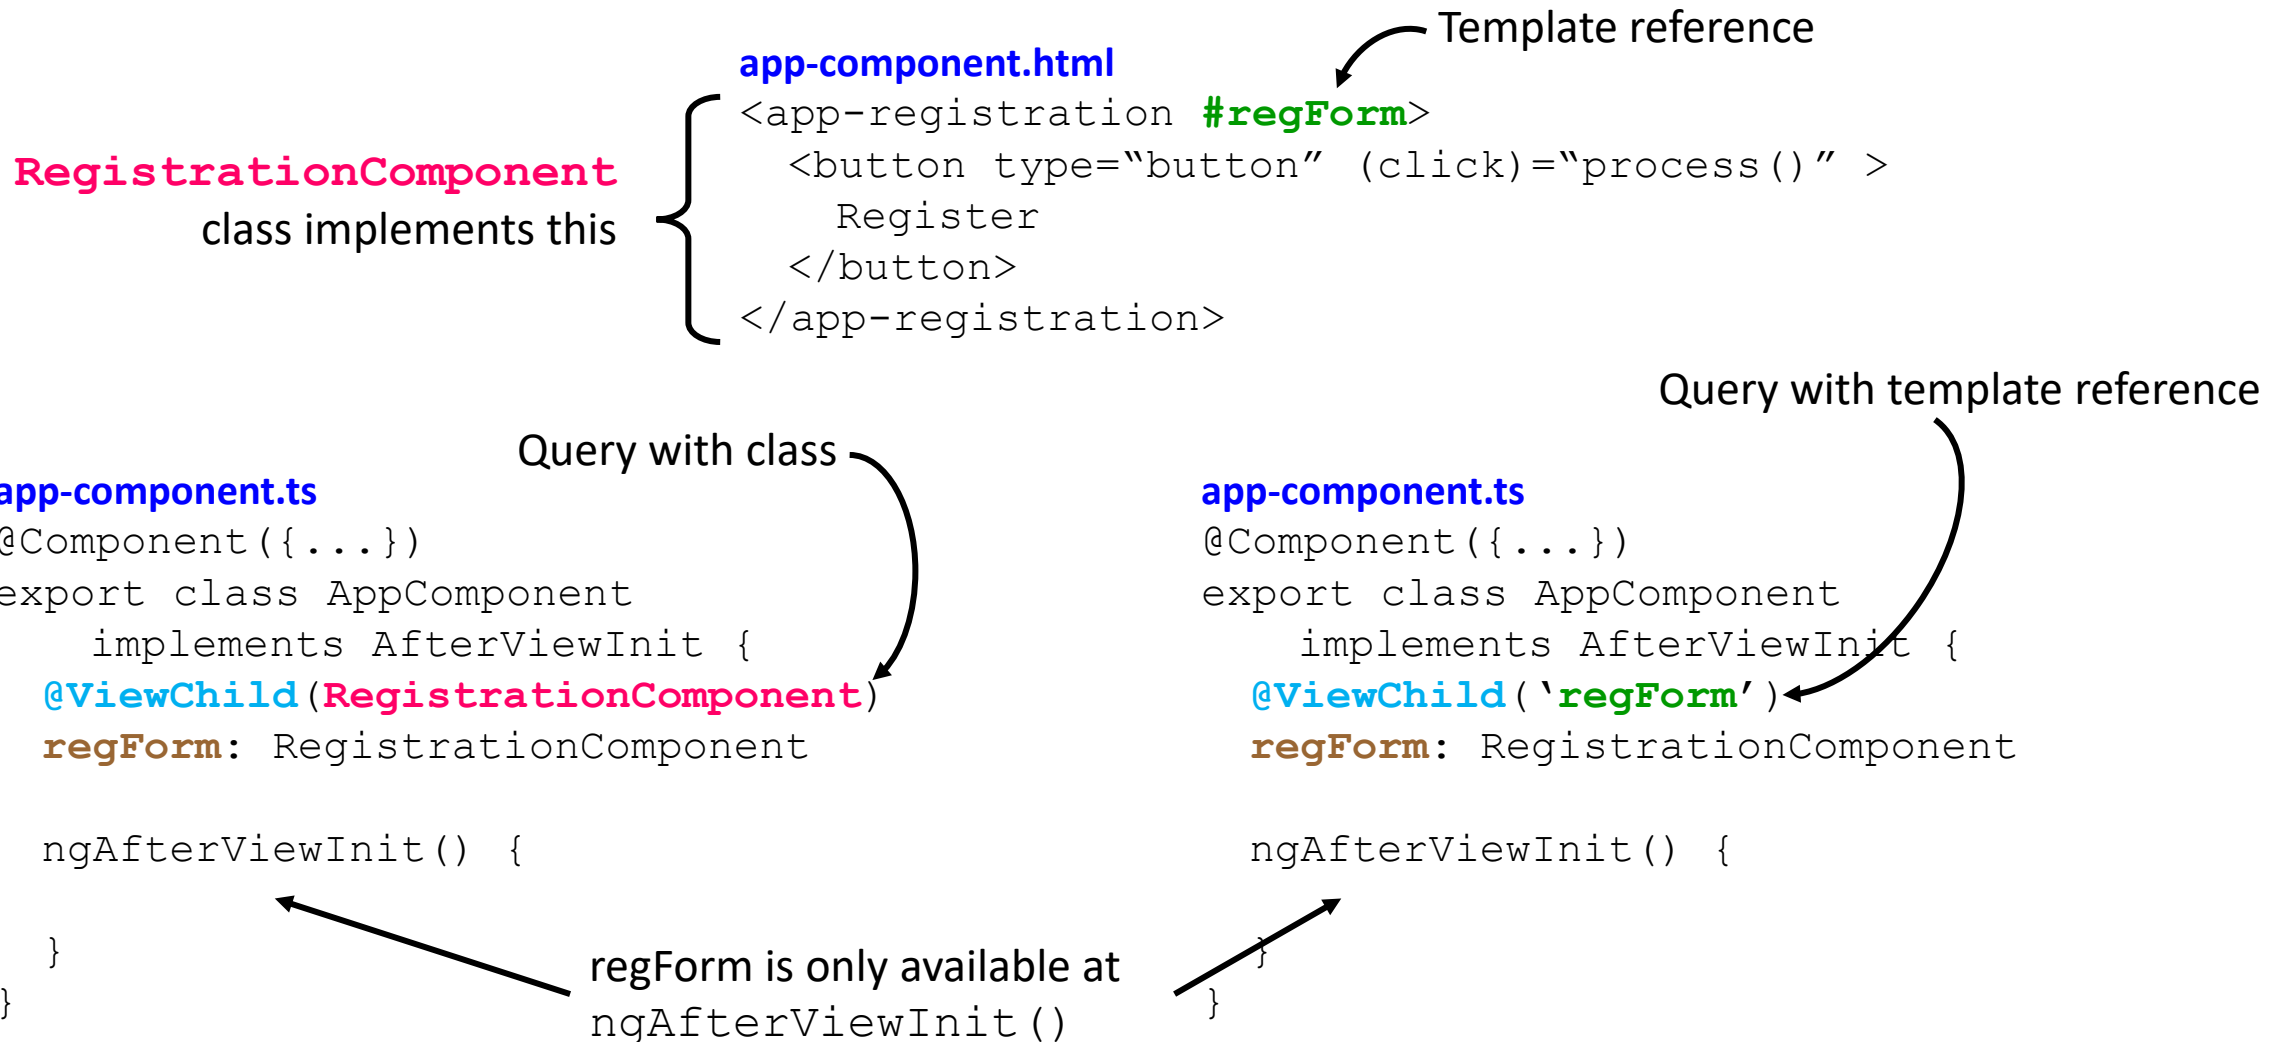 Template reference
app-component.html
<app-registration #regForm>
<button type=“button” (click)=“process()” >
Register
</button>
</app-registration>
RegistrationComponent
class implements this
Query with class
app-component.ts
@Component({...})
export class AppComponent
implements AfterViewInit {
@ViewChild(RegistrationComponent)
regForm: RegistrationComponent
ngAfterViewInit() {
}
}
Query with template reference
app-component.ts
@Component({...})
export class AppComponent
implements AfterViewInit {
@ViewChild(‘regForm’)
regForm: RegistrationComponent
ngAfterViewInit() {
}
}
regForm is only available at
ngAfterViewInit()